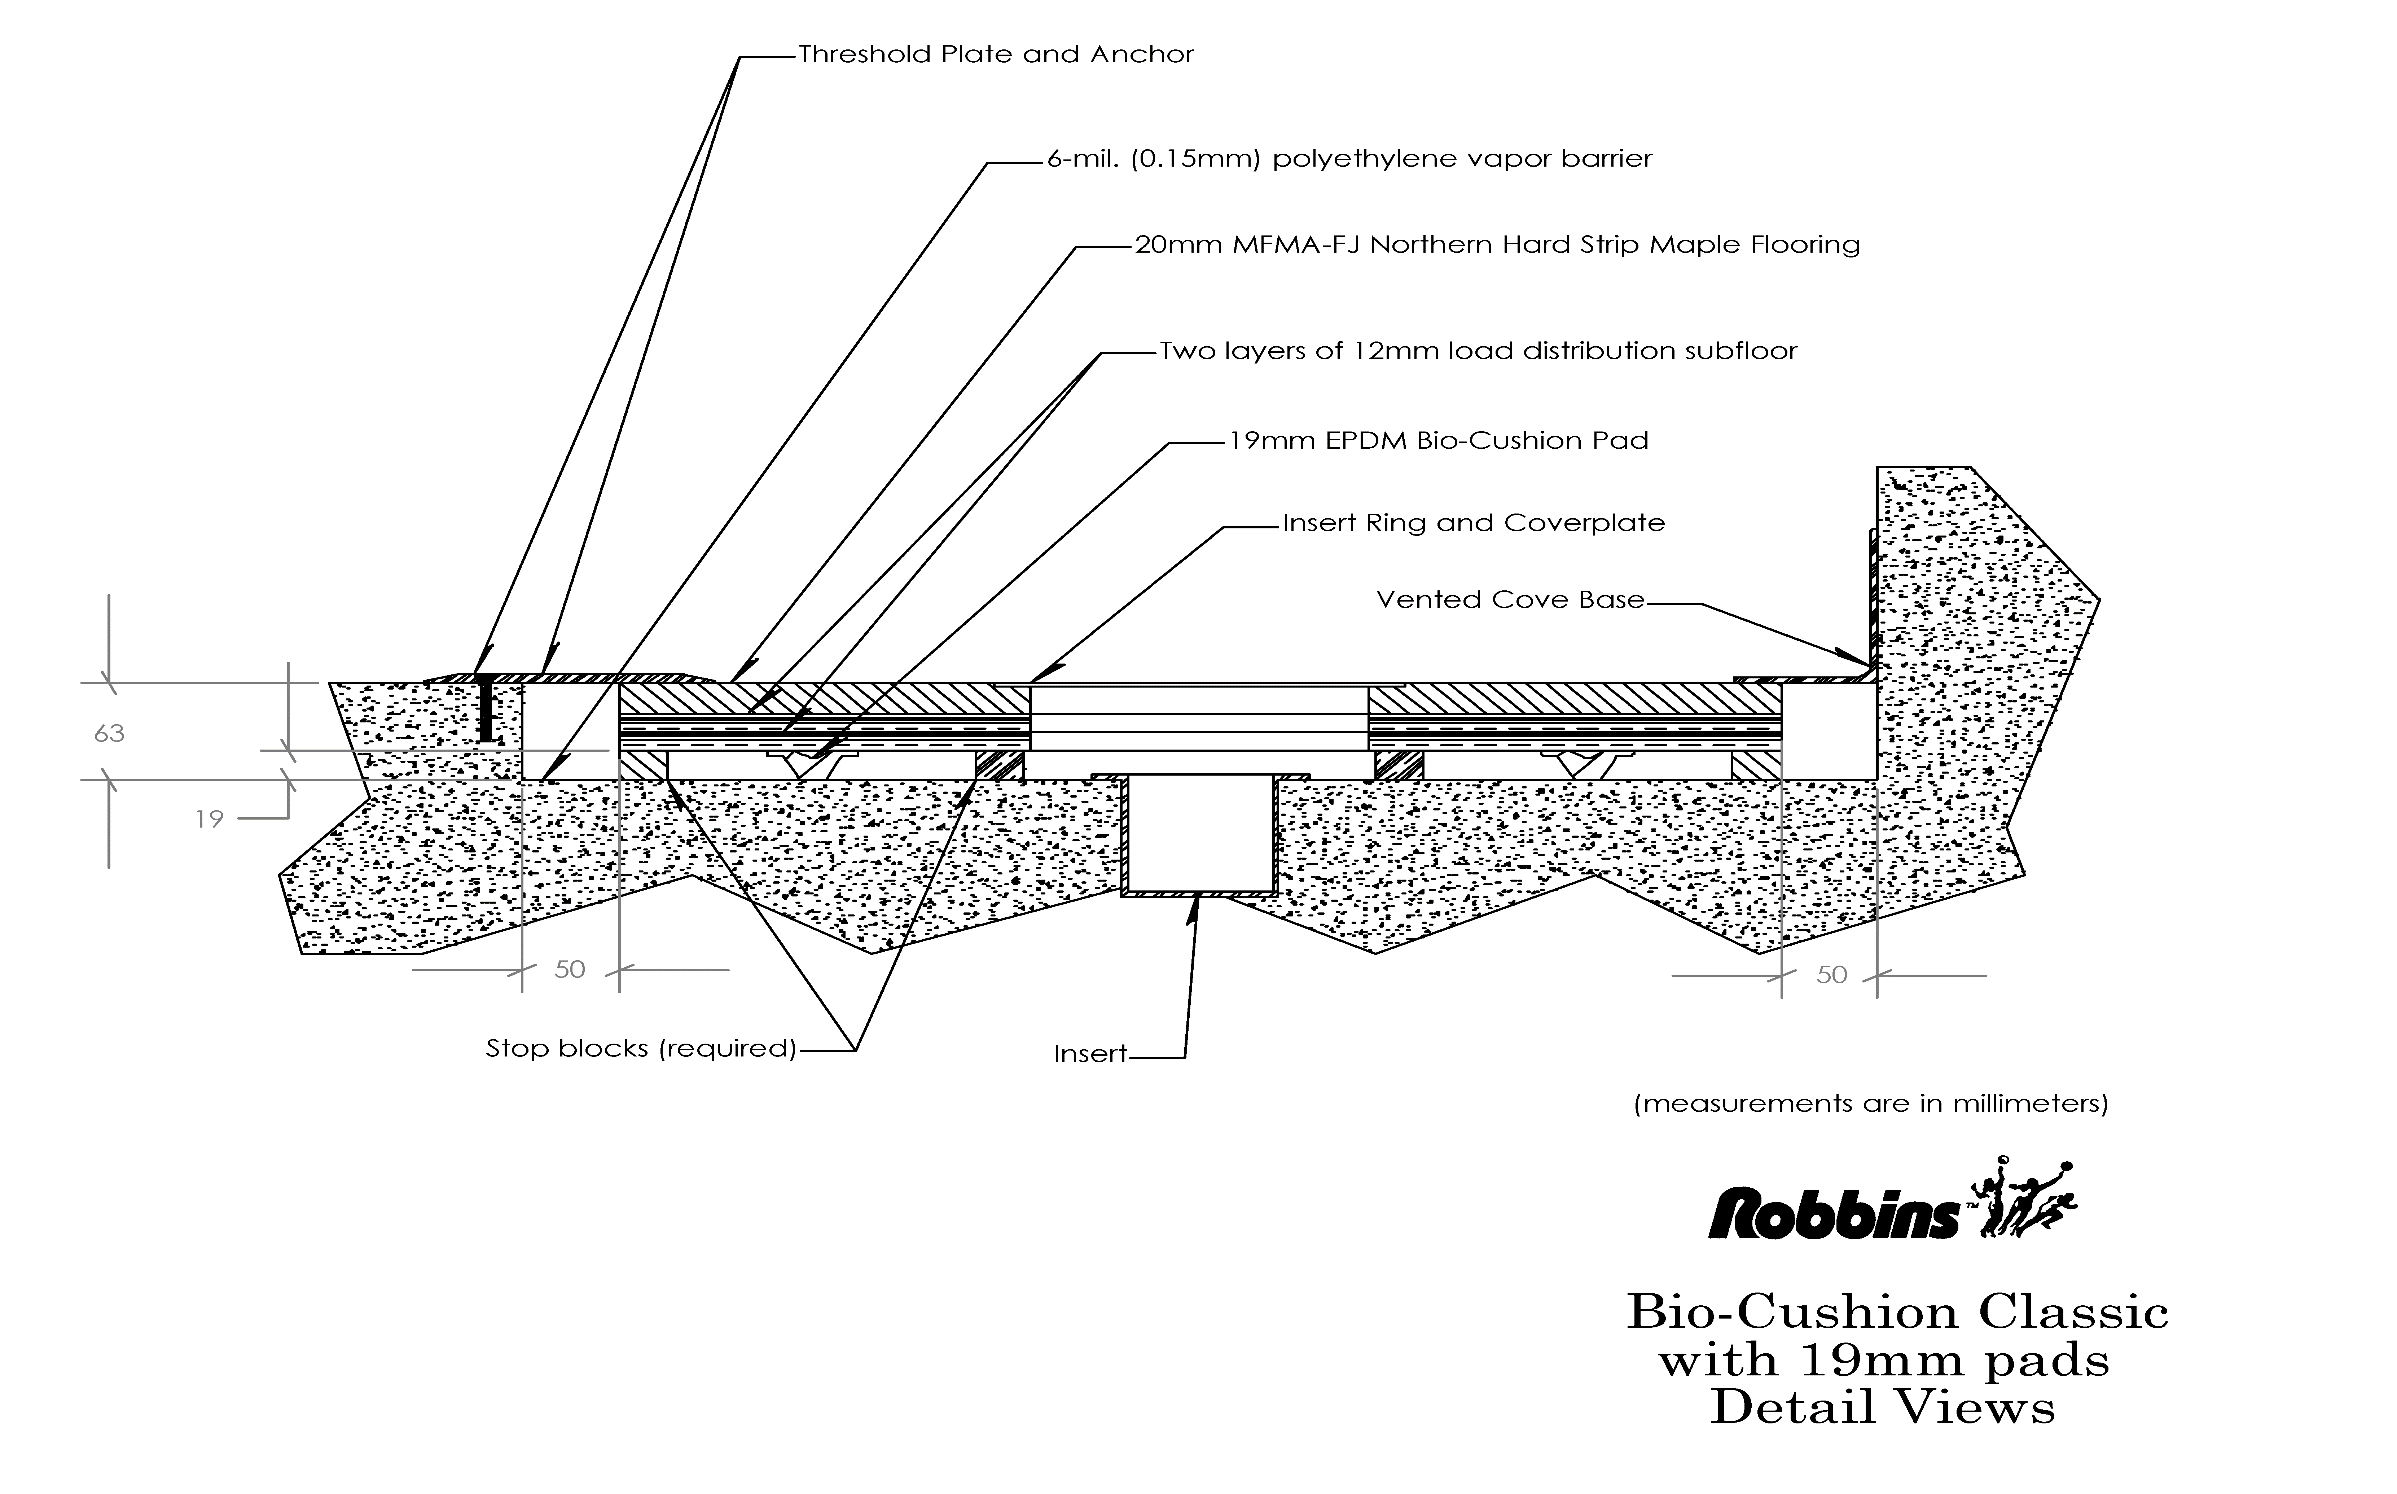 Threshold Plate and Anchor
6-mil. (0.15mm) polyethylene vapor barrier
20mm MFMA-FJ Northern Hard Strip Maple Flooring
Two layers of 12mm load distribution subfloor
19mm EPDM Bio-Cushion Pad
Insert Ring and Coverplate
Vented Cove Base
63
19
50
50
Stop blocks (required)
Insert
(measurements are in millimeters)
Robbins™
Bio-Cushion Classic
with 19mm pads
Detail Views